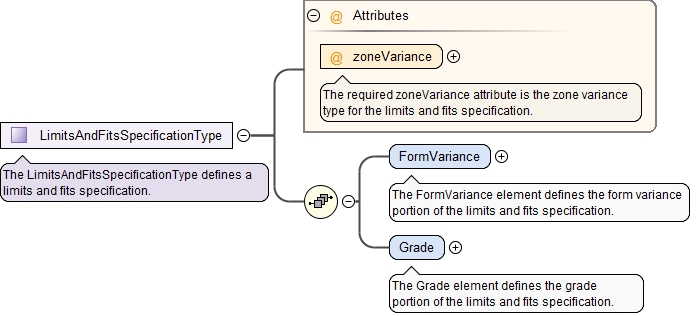 @ Attributes
@ zoneVariance
The required zoneVariance attribute is the zone variance
type for the limits and fits specification.
LimitsAndFitsSpecificationType
The LimitsAndFitsSpecificationType defines a
limits and fits specification.
FormVariance
The FormVariance element defines the form variance
portion of the limits and fits specification.
Grade
The Grade element defines the grade
portion of the limits and fits specification.